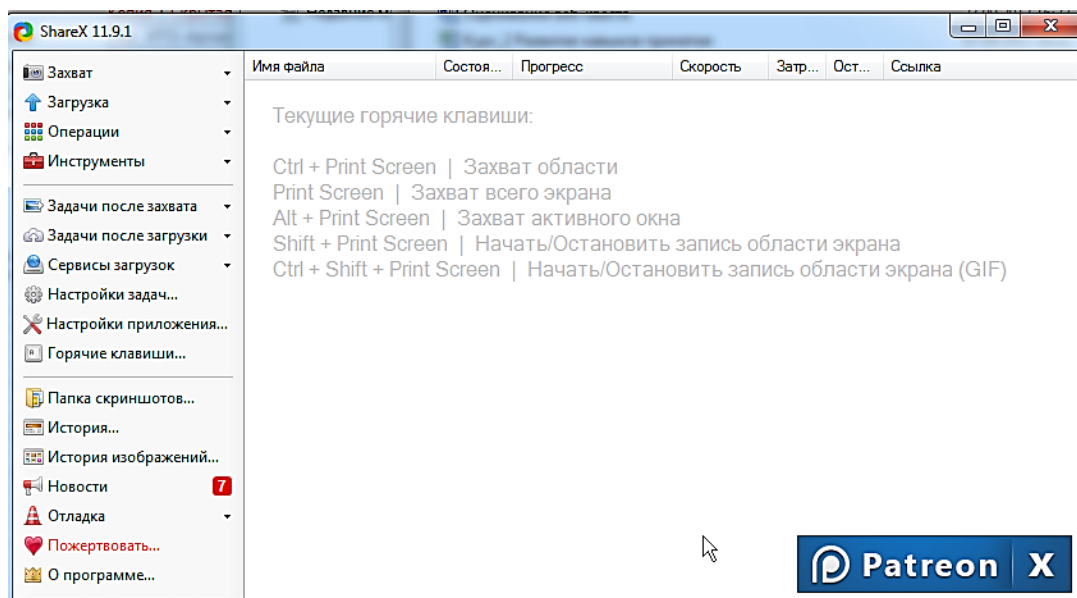 ShareX 11.9.1
Захват
Загрузка
Операции
Инструменты
Задачи после захвата
Задачи после загрузки
Сервисы загрузок
Настройки задач...
Настройки приложения...
Горячие клавиши...
Папка скриншотов...
История...
История изображений...
Новости 7
Отладка
Пожертвовать...
О программе...
Имя файла Состоя... Прогресс Скорость Затр... Ост... Ссылка
Текущие горячие клавиши:
Ctrl + Print Screen | Захват области
Print Screen | Захват всего экрана
Alt + Print Screen | Захват активного окна
Shift + Print Screen | Начать/Остановить запись области экрана
Ctrl + Shift + Print Screen | Начать/Остановить запись области экрана (GIF)
Patreon X